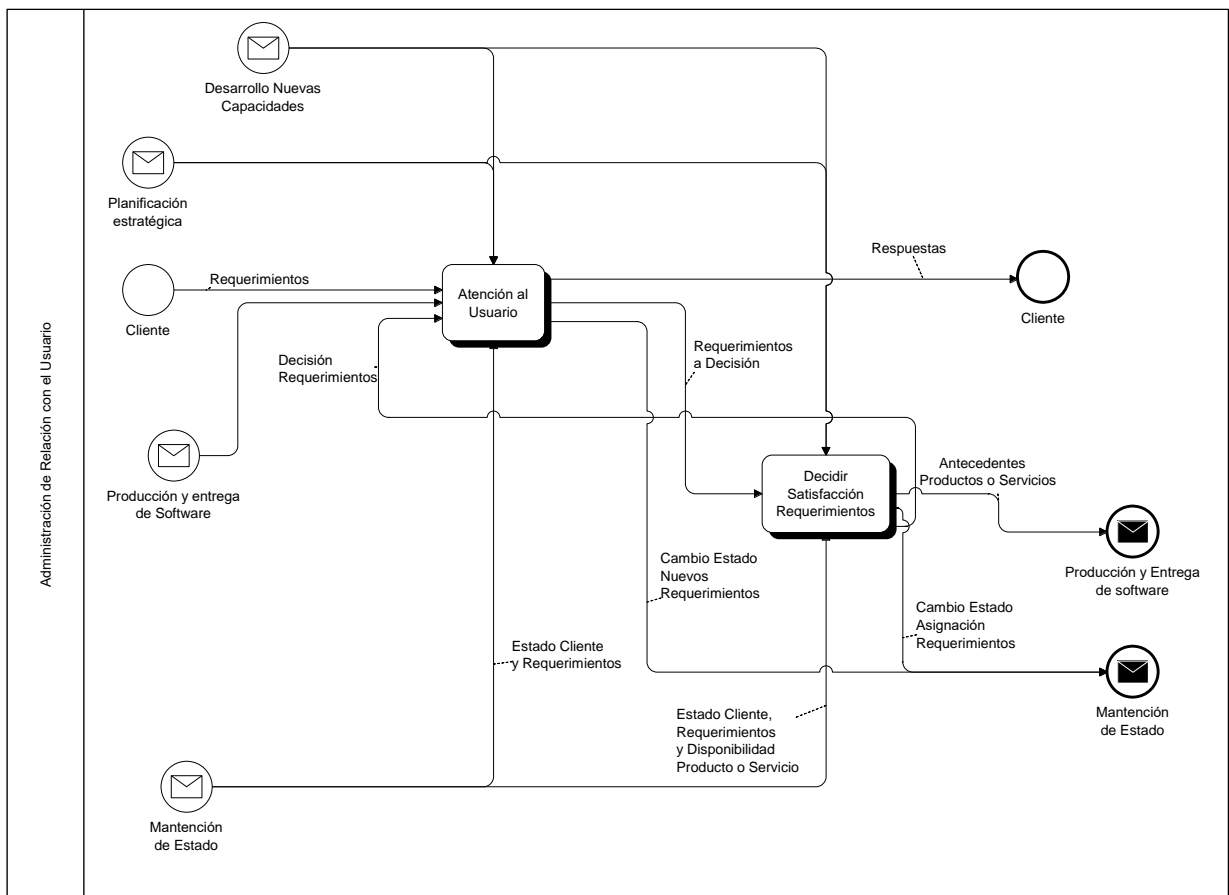 Administración de Relación con el Usuario
Desarrollo Nuevas
Capacidades
Planificación
estratégica
Cliente
Requerimientos
Atención al
Usuario
Respuestas
Cliente
Decisión
Requerimientos
Requerimientos
a Decisión
Producción y entrega
de Software
Decidir
Satisfacción
Requerimientos
Antecedentes
Productos o Servicios
Producción y Entrega
de software
Cambio Estado
Nuevos
Requerimientos
Cambio Estado
Asignación
Requerimientos
Estado Cliente
y Requerimientos
Mantención
de Estado
Estado Cliente,
Requerimientos
y Disponibilidad
Producto o Servicio
Mantención
de Estado